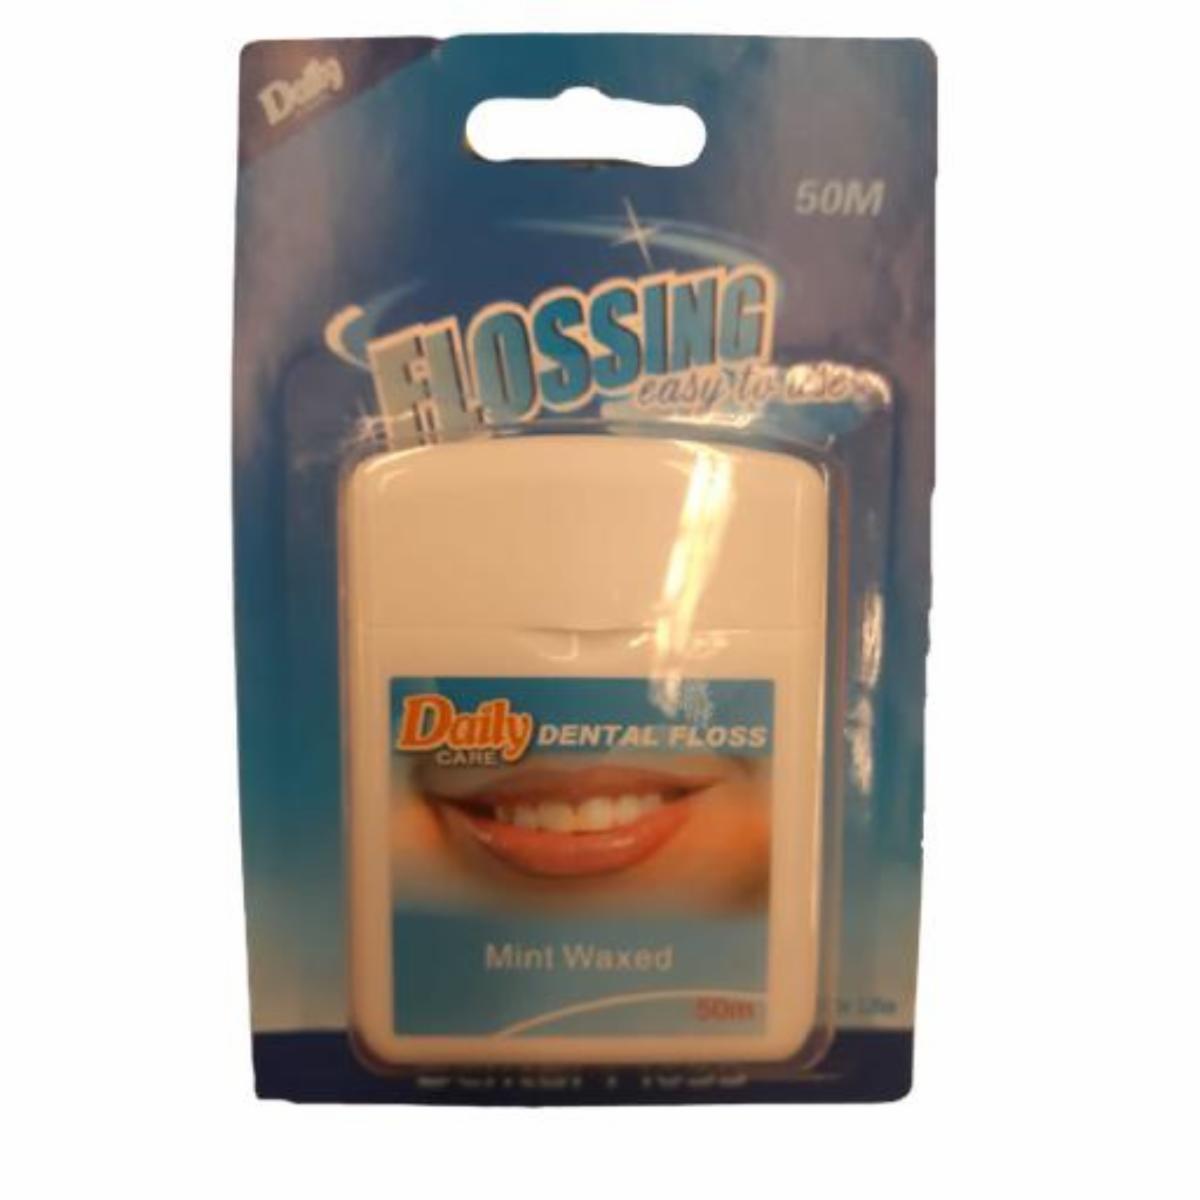 Daily
50M
FLOSSING
easy to use
Daily
CARE
DENTAL FLOSS
Mint Waxed
50m